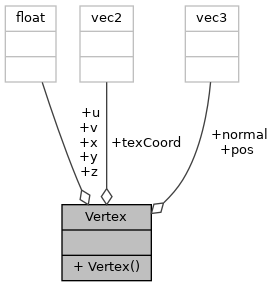 float
vec2
vec3
+u
+v
+x
+y
+z
+texCoord
+normal
+pos
Vertex
+ Vertex()